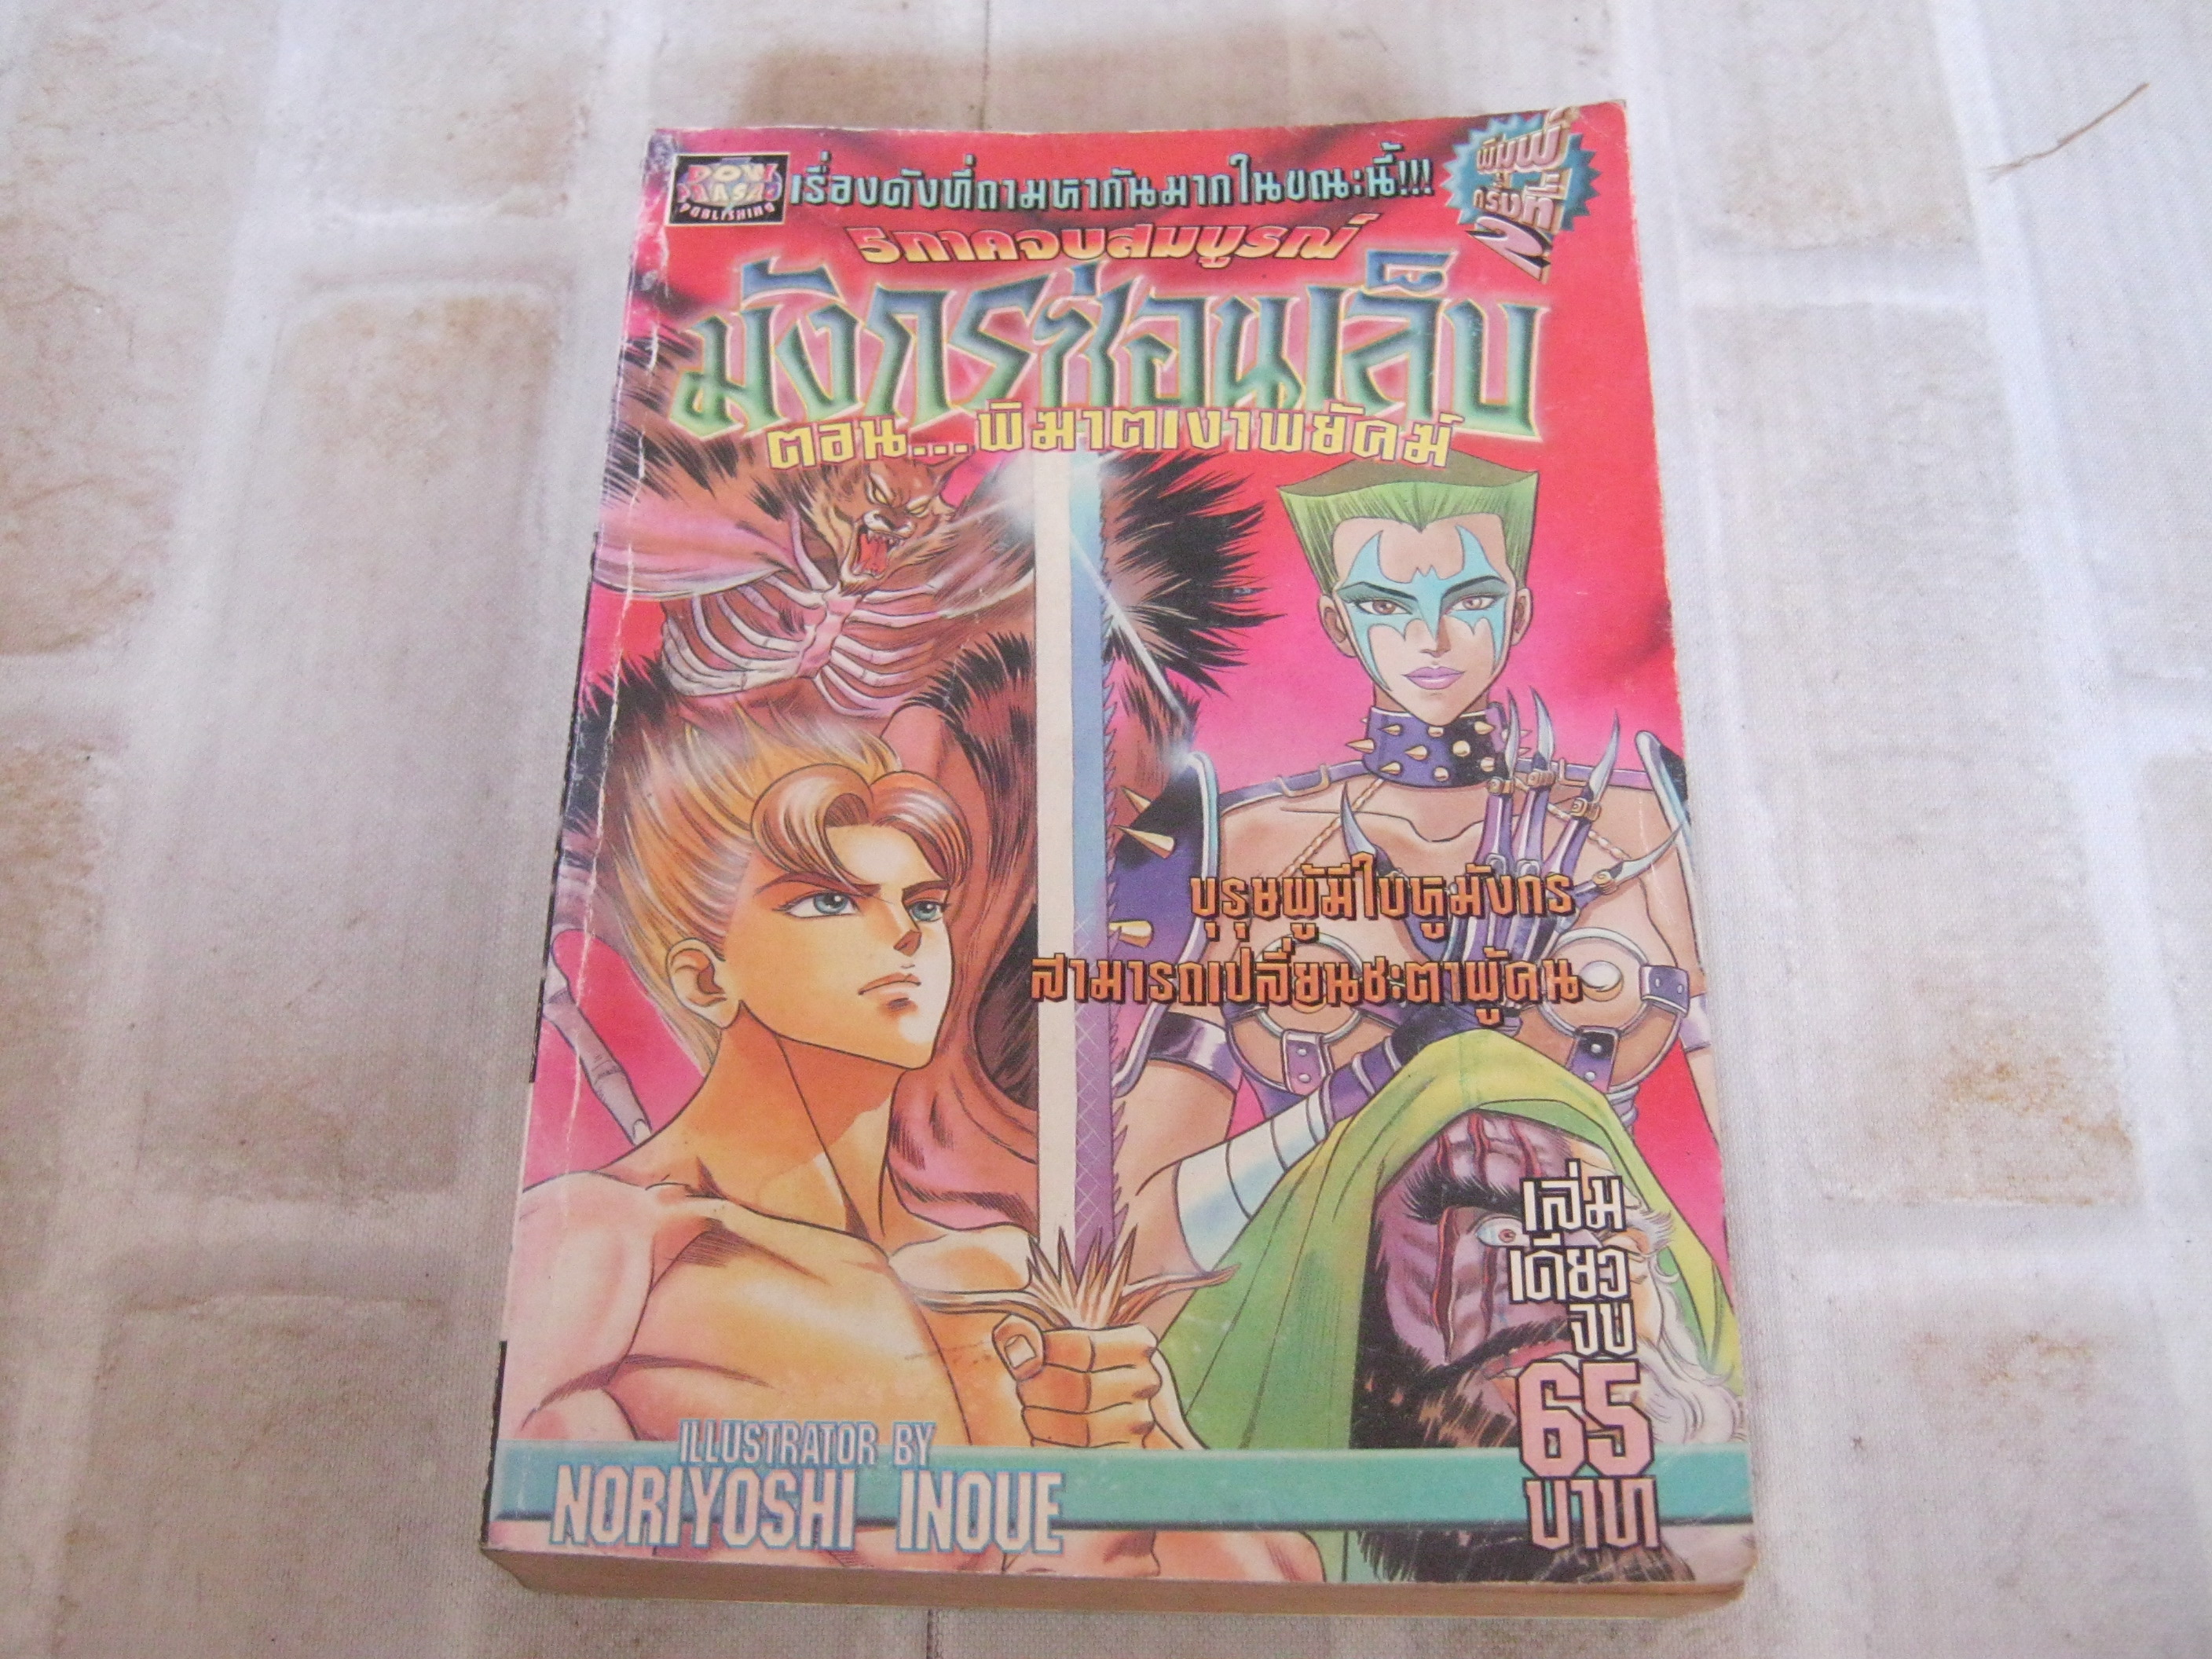 PUBLISHING
เรื่องดังที่ถามหากันมากในขณะนี้!!!
พิมพ์
ครั้งที่
2
5ภาคจบสมบูรณ์
มังกรซ่อนเล็บ
ตอน....พิฆาตเงาพยัคฆ์
บุรุษผู้มีใบหูมังกร
สามารถเปลี่ยนชะตาผู้คน
เล่ม
เดียว
จบ
65
บาท
ILLUSTRATOR BY
NORIYOSHI INOUE